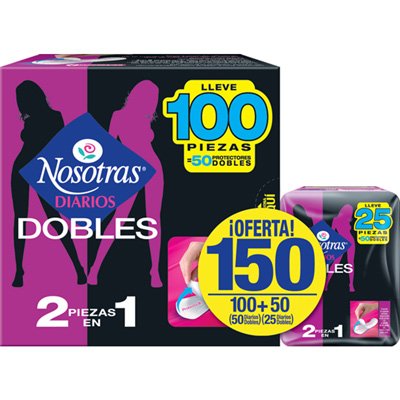 LLEVE
100
PIEZAS
=50 PROTECTORES
DOBLES
Nosotras®
DIARIOS
DOBLES
2 PIEZAS EN 1
¡OFERTA!
150
100+50
(50 Diarios Dobles) (25 Diarios Dobles)
LLEVE
25
PIEZAS
Nosotras
DIARIOS
DOBLES
2 PIEZAS EN 1